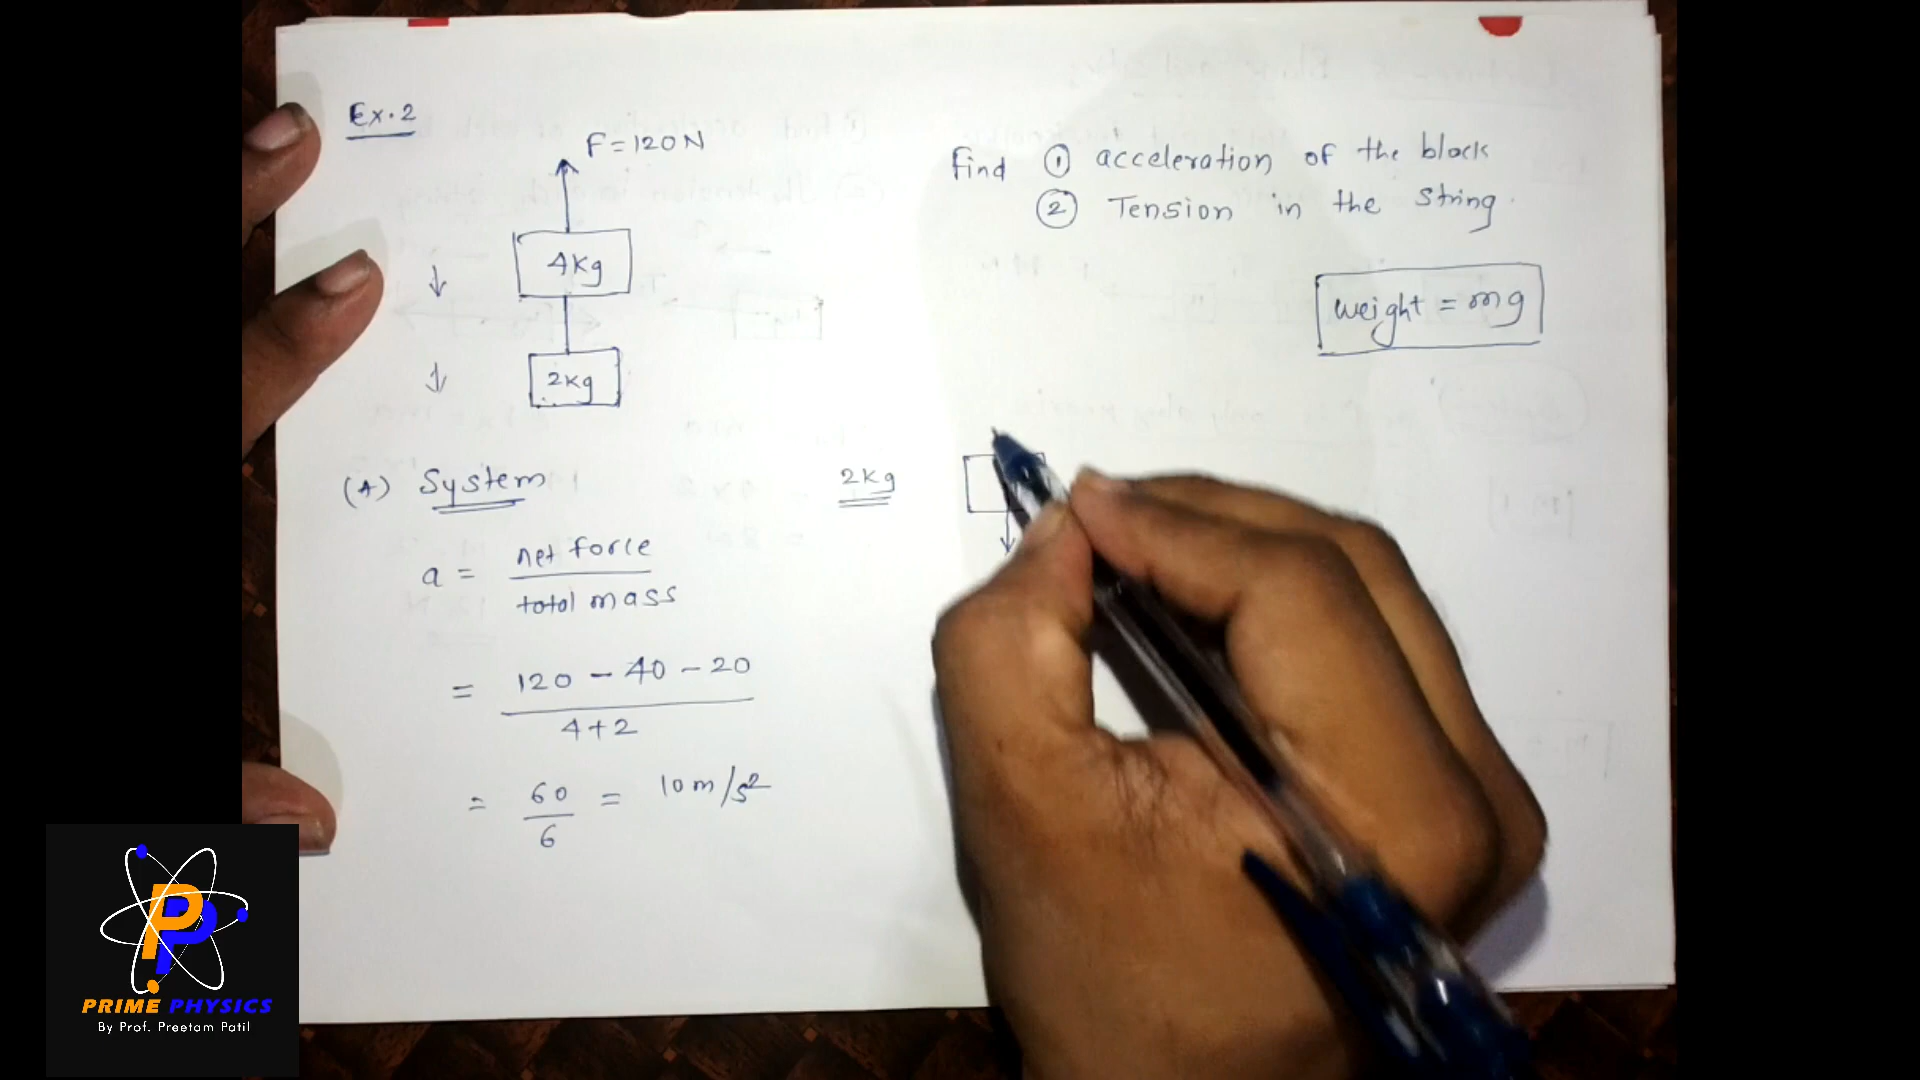 Ex.2
F = 120 N
4Kg
2Kg
Find ① acceleration of the block
② Tension in the string.
weight = mg
(A) System
a = net force
total mass
= 120 - 40 - 20
4+2
= 60 = 10 m/s²
6
2Kg
PP
PRIME PHYSICS
By Prof. Preetam Patil